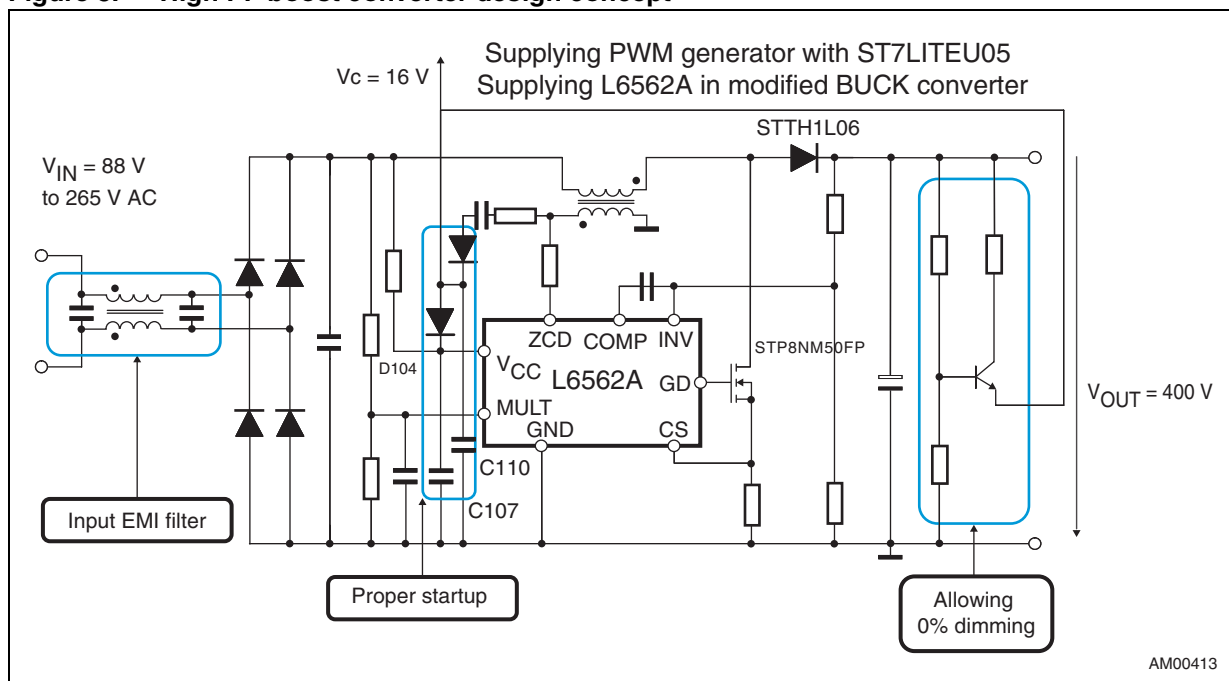 Supplying PWM generator with ST7LITEU05
Vc = 16 V
Supplying L6562A in modified BUCK converter
STTH1L06
VIN = 88 V
to 265 V AC
ZCD
COMP
INV
STP8NM50FP
D104
VCC
L6562A
GD
VOUT = 400 V
MULT
GND
CS
C110
C107
Input EMI filter
Proper startup
Allowing
0% dimming
AM00413